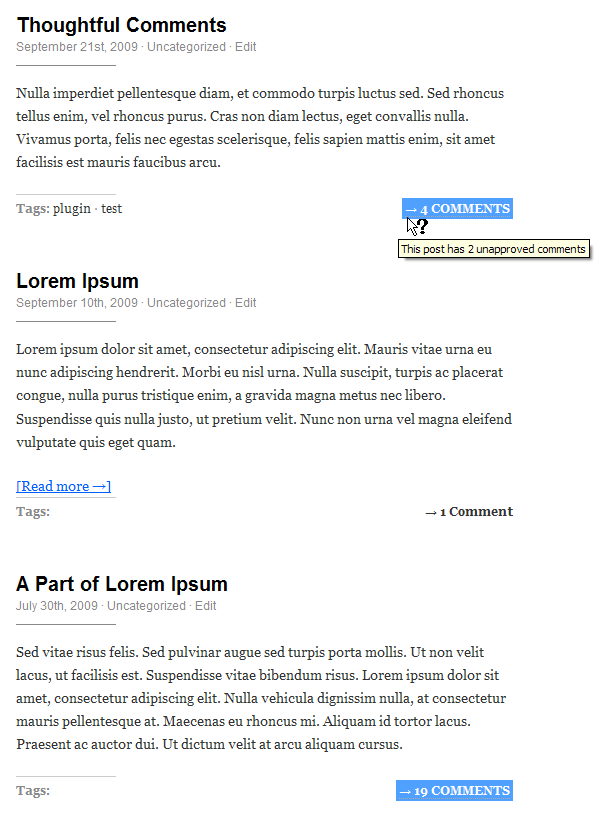 Thoughtful Comments
September 21st, 2009 · Uncategorized · Edit
Nulla imperdiet pellentesque diam, et commodo turpis luctus sed. Sed rhoncus
tellus enim, vel rhoncus purus. Cras non diam lectus, eget convallis nulla.
Vivamus porta, felis nec egestas scelerisque, felis sapien mattis enim, sit amet
facilisis est mauris faucibus arcu.
Tags: plugin · test → 4 COMMENTS
This post has 2 unapproved comments
Lorem Ipsum
September 10th, 2009 · Uncategorized · Edit
Lorem ipsum dolor sit amet, consectetur adipiscing elit. Mauris vitae urna eu
nunc adipiscing hendrerit. Morbi eu nisl urna. Nulla suscipit, turpis ac placerat
congue, nulla purus tristique enim, a gravida magna metus nec libero.
Suspendisse quis nulla justo, ut pretium velit. Nunc non urna vel magna eleifend
vulputate quis eget quam.
[Read more →]
Tags: → 1 Comment
A Part of Lorem Ipsum
July 30th, 2009 · Uncategorized · Edit
Sed vitae risus felis. Sed pulvinar augue sed turpis porta mollis. Ut non velit
lacus, ut facilisis est. Suspendisse vitae bibendum risus. Lorem ipsum dolor sit
amet, consectetur adipiscing elit. Nulla vehicula dignissim nulla, at consectetur
mauris pellentesque at. Maecenas eu rhoncus mi. Aliquam id tortor lacus.
Praesent ac auctor dui. Ut dictum velit at arcu aliquam cursus.
Tags: → 19 COMMENTS